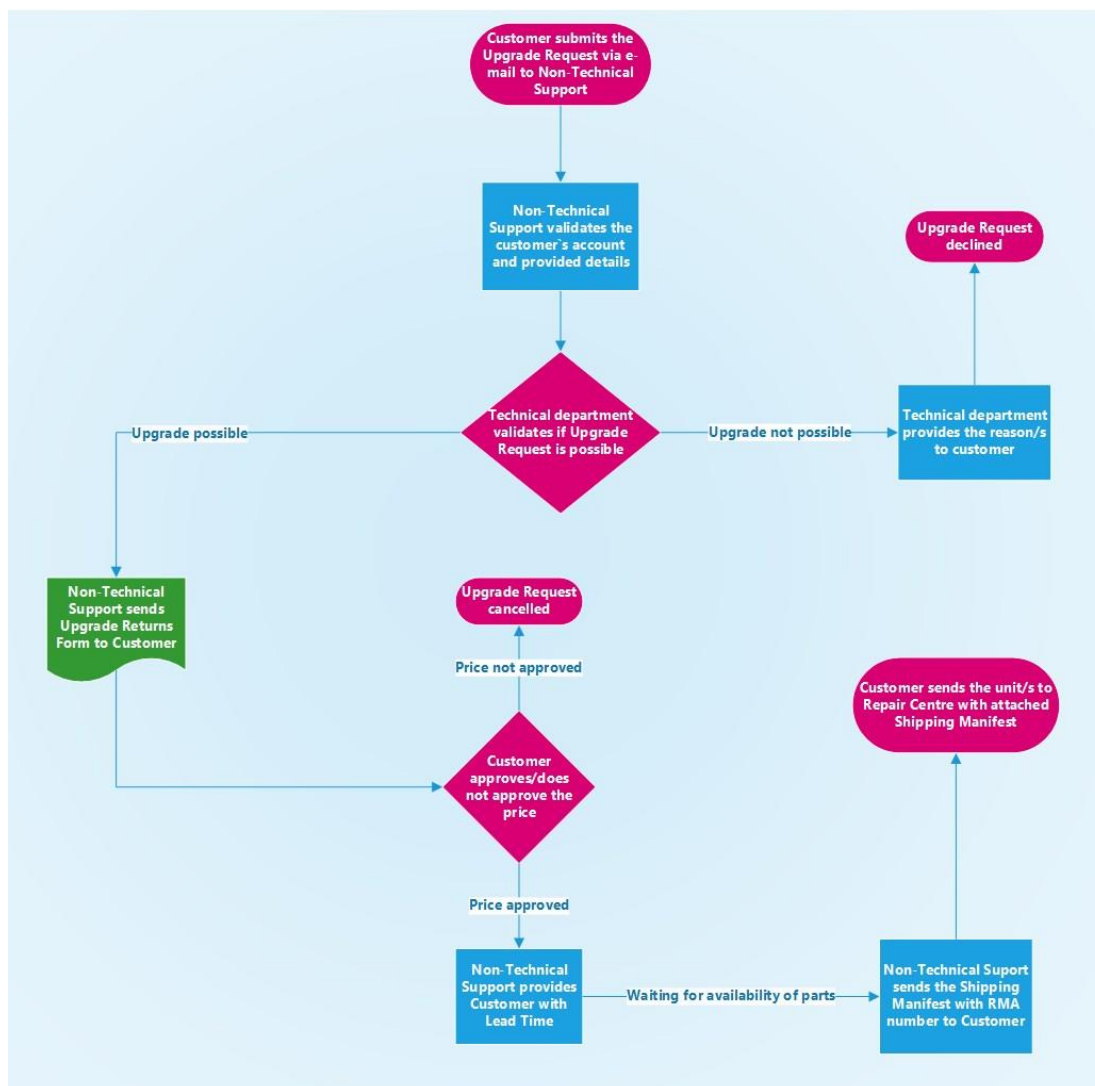 Customer submits the
Upgrade Request via e-
mail to Non-Technical
Support
Non-Technical
Support validates the
customer`s account
and provided details
Upgrade Request
declined
Technical department
validates if Upgrade
Request is possible
Upgrade possible
Upgrade not possible
Technical department
provides the reason/s
to customer
Non-Technical
Support sends
Upgrade Returns
Form to Customer
Upgrade Request
cancelled
Price not approved
Customer sends the unit/s to
Repair Centre with attached
Shipping Manifest
Customer
approves/does
not approve the
price
Price approved
Non-Technical
Support provides
Customer with
Lead Time
Waiting for availability of parts
Non-Technical Suport
sends the Shipping
Manifest with RMA
number to Customer